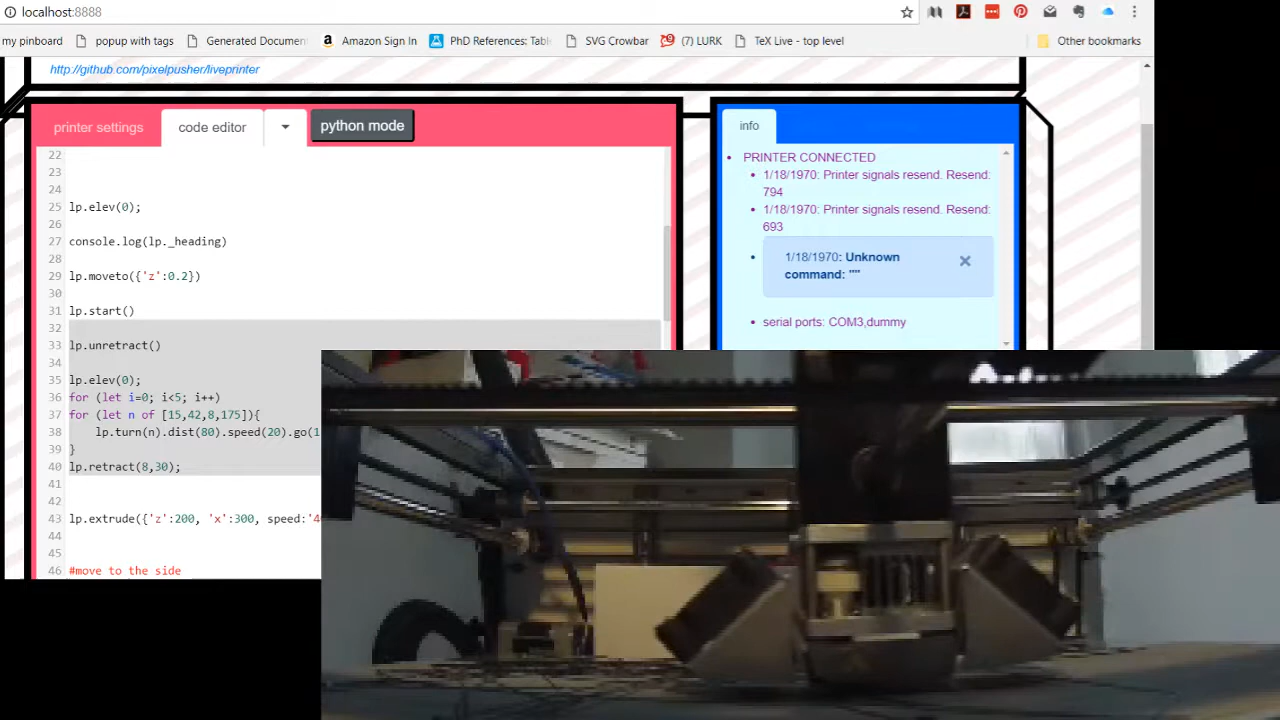 localhost:8888
my pinboard popup with tags Generated Documen Amazon Sign In PhD References: Tab SVG Crowbar (7) LURK TeX Live - top level Other bookmarks
http://github.com/pixelpusher/liveprinter
printer settings code editor python mode
22
23
24
25 lp.elev(0);
26
27 console.log(lp._heading)
28
29 lp.moveto({'z':0.2})
30
31 lp.start()
32
33 lp.unretract()
34
35 lp.elev(0);
36 for (let i=0; i<5; i++)
37 for (let n of [15,42,8,175]){
38 lp.turn(n).dist(80).speed(20).go(1
39 }
40 lp.retract(8,30);
41
42
43 lp.extrude({'z':200, 'x':300, speed:'4
44
45
46 #move to the side
info
PRINTER CONNECTED
1/18/1970: Printer signals resend. Resend:
794
1/18/1970: Printer signals resend. Resend:
693
1/18/1970: Unknown
command: ""
serial ports: COM3,dummy